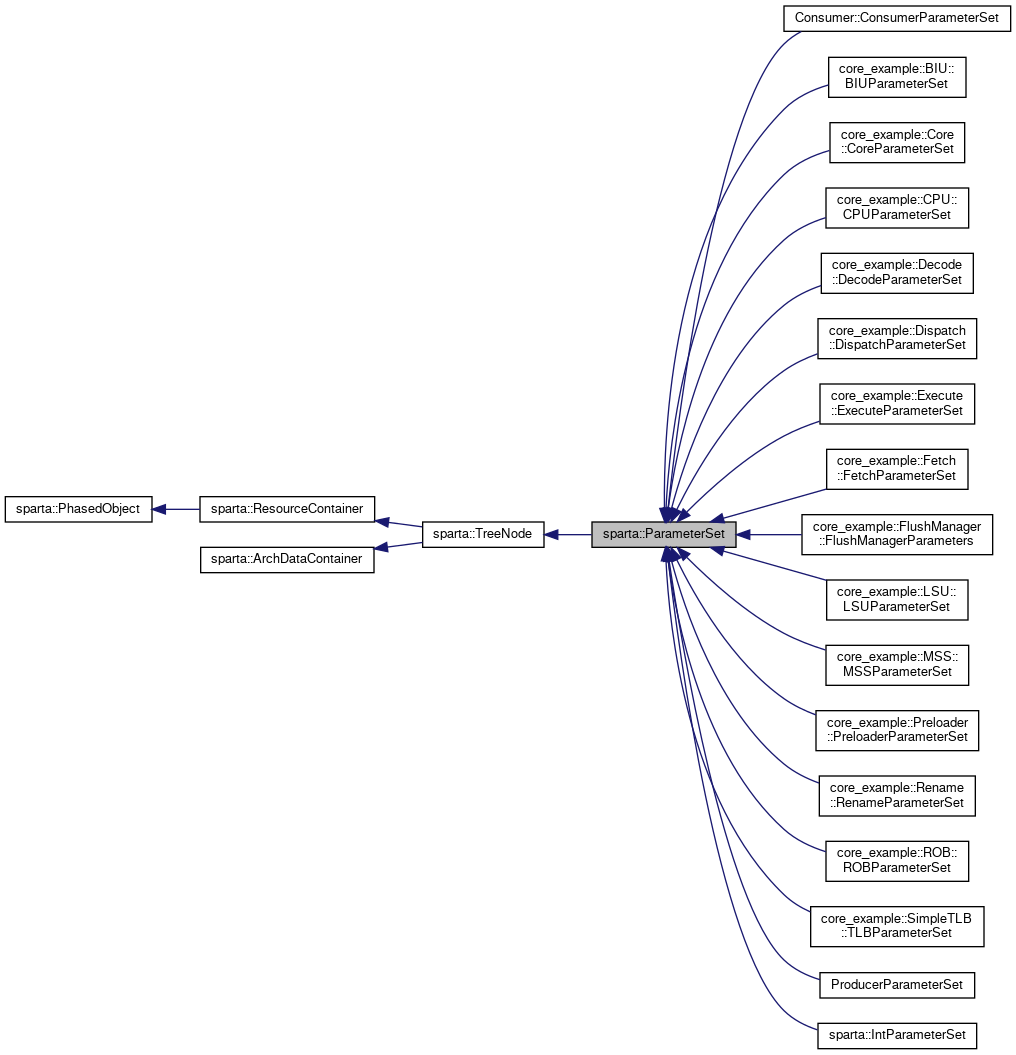 Consumer::ConsumerParameterSet
core_example::BIU::
BIUParameterSet
core_example::Core
::CoreParameterSet
core_example::CPU::
CPUParameterSet
core_example::Decode
::DecodeParameterSet
core_example::Dispatch
::DispatchParameterSet
core_example::Execute
::ExecuteParameterSet
core_example::Fetch
::FetchParameterSet
sparta::PhasedObject
sparta::ResourceContainer
sparta::ArchDataContainer
sparta::TreeNode
sparta::ParameterSet
core_example::FlushManager
::FlushManagerParameters
core_example::LSU::
LSUParameterSet
core_example::MSS::
MSSParameterSet
core_example::Preloader
::PreloaderParameterSet
core_example::Rename
::RenameParameterSet
core_example::ROB::
ROBParameterSet
core_example::SimpleTLB
::TLBParameterSet
ProducerParameterSet
sparta::IntParameterSet